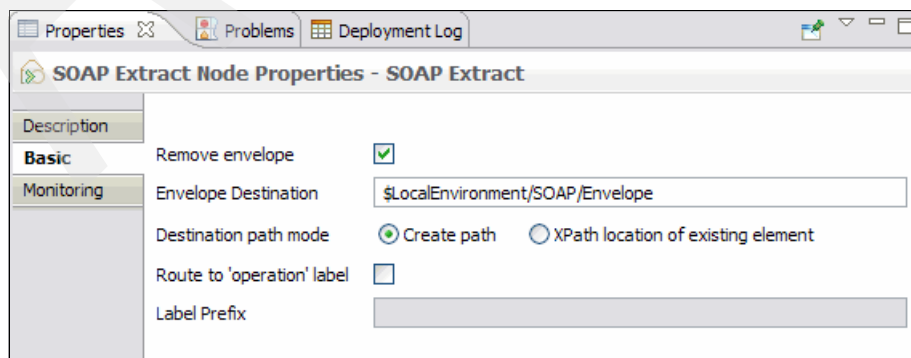 Properties Problems Deployment Log
SOAP Extract Node Properties - SOAP Extract
Description
Basic
Monitoring
Remove envelope
Envelope Destination $LocalEnvironment/SOAP/Envelope
Destination path mode Create path XPath location of existing element
Route to 'operation' label
Label Prefix